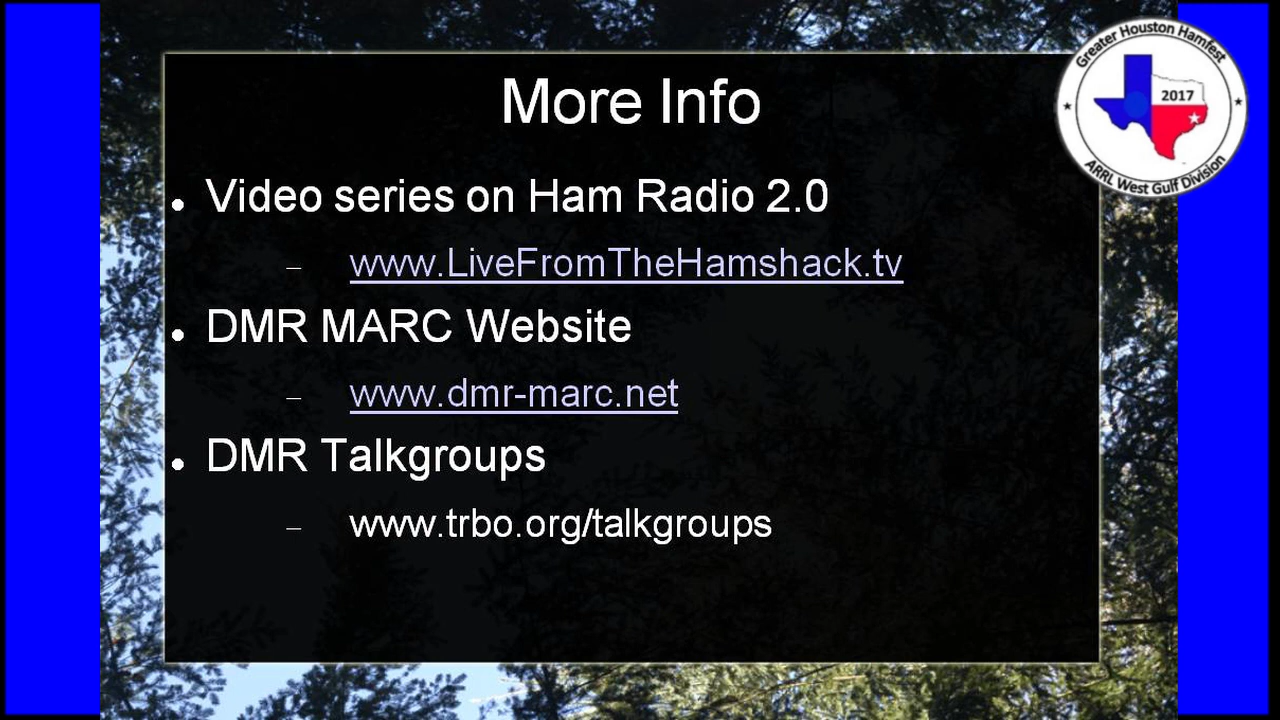 More Info
Greater Houston Hamfest
2017
ARRL West Gulf Division
Video series on Ham Radio 2.0
www.LiveFromTheHamshack.tv
DMR MARC Website
www.dmr-marc.net
DMR Talkgroups
www.trbo.org/talkgroups